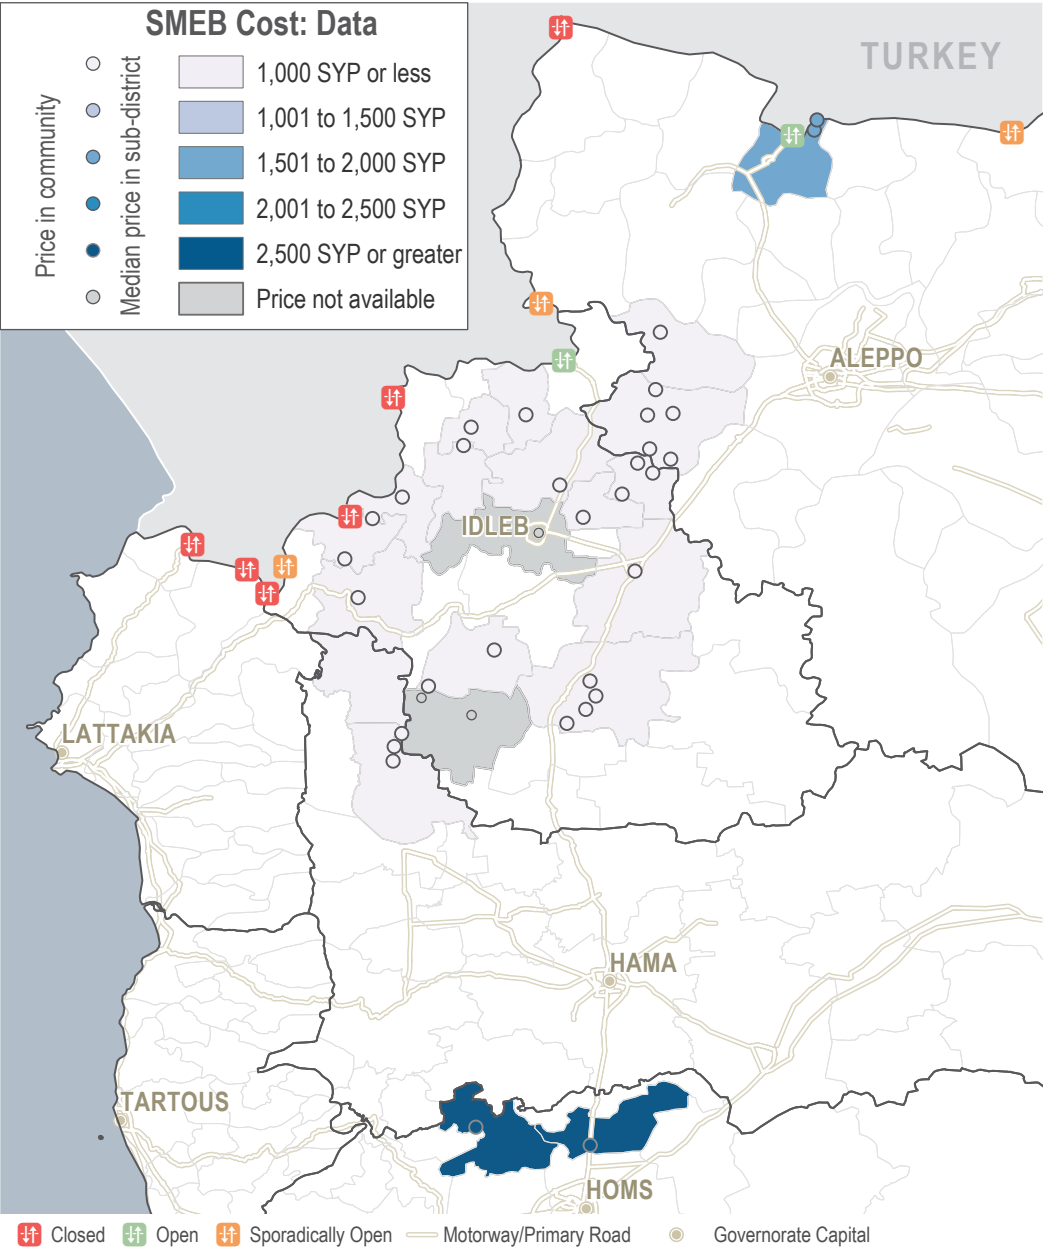 SMEB Cost: Data
Price in community
Median price in sub-district
1,000 SYP or less
1,001 to 1,500 SYP
1,501 to 2,000 SYP
2,001 to 2,500 SYP
2,500 SYP or greater
Price not available
TURKEY
ALEPPO
IDLEB
LATTAKIA
HAMA
TARTOUS
HOMS
Closed
Open
Sporadically Open
Motorway/Primary Road
Governorate Capital